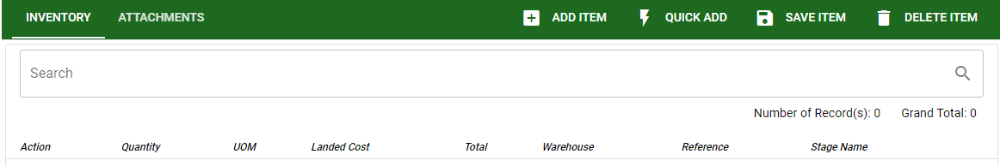 INVENTORY ATTACHMENTS ADD ITEM QUICK ADD SAVE ITEM DELETE ITEM
Search
Number of Record(s): 0 Grand Total: 0
Action Quantity UOM Landed Cost Total Warehouse Reference Stage Name